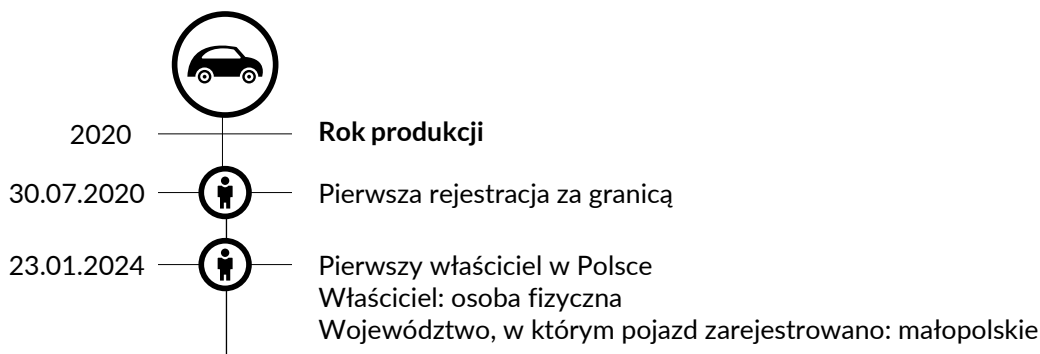 2020 Rok produkcji
30.07.2020 Pierwsza rejestracja za granicą
23.01.2024 Pierwszy właściciel w Polsce
Właściciel: osoba fizyczna
Województwo, w którym pojazd zarejestrowano: małopolskie